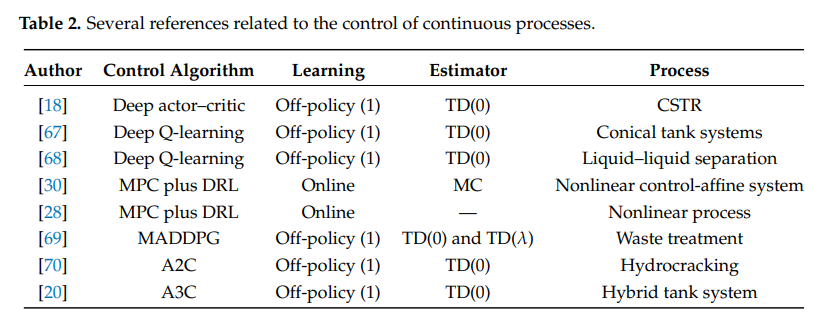 Table 2. Several references related to the control of continuous processes.
Author Control Algorithm Learning Estimator Process
[18] Deep actor–critic Off-policy (1) TD(0) CSTR
[67] Deep Q-learning Off-policy (1) TD(0) Conical tank systems
[68] Deep Q-learning Off-policy (1) TD(0) Liquid–liquid separation
[30] MPC plus DRL Online MC Nonlinear control-affine system
[28] MPC plus DRL Online — Nonlinear process
[69] MADDPG Off-policy (1) TD(0) and TD(λ) Waste treatment
[70] A2C Off-policy (1) TD(0) Hydrocracking
[20] A3C Off-policy (1) TD(0) Hybrid tank system